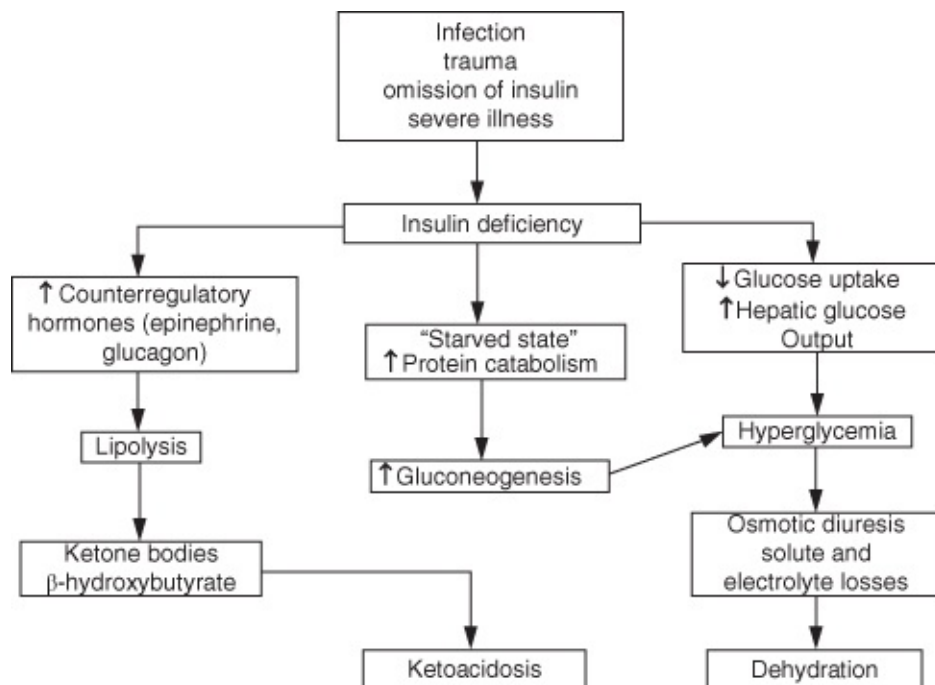 Infection
trauma
omission of insulin
severe illness
Insulin deficiency
↑ Counterregulatory
hormones (epinephrine,
glucagon)
"Starved state"
↑ Protein catabolism
↓ Glucose uptake
↑ Hepatic glucose
Output
Lipolysis
↑ Gluconeogenesis
Hyperglycemia
Ketone bodies
β-hydroxybutyrate
Osmotic diuresis
solute and
electrolyte losses
Ketoacidosis
Dehydration